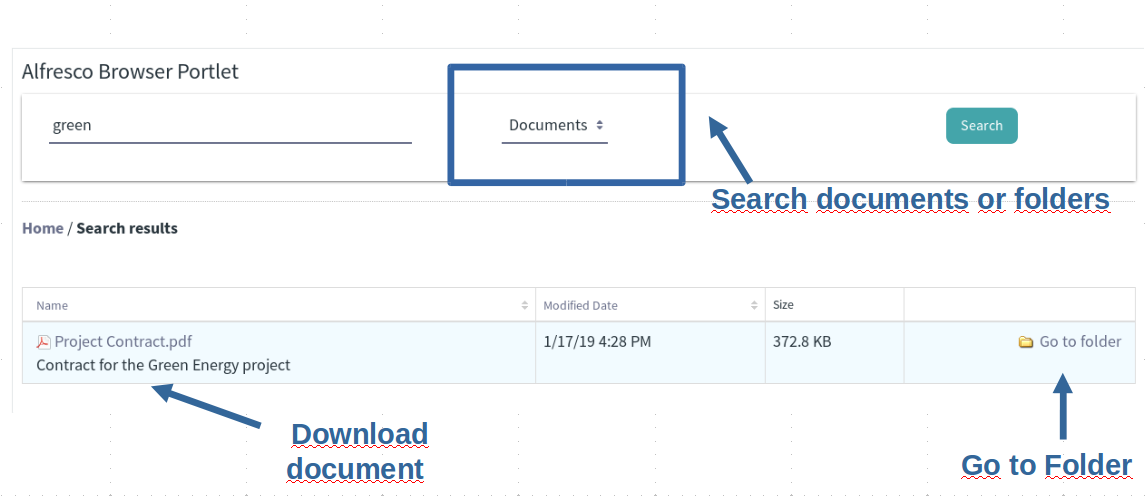 Alfresco Browser Portlet
green
Documents
Search
Search documents or folders
Home / Search results
Name
Modified Date
Size
Project Contract.pdf
1/17/19 4:28 PM
372.8 KB
Go to folder
Contract for the Green Energy project
Download
document
Go to Folder